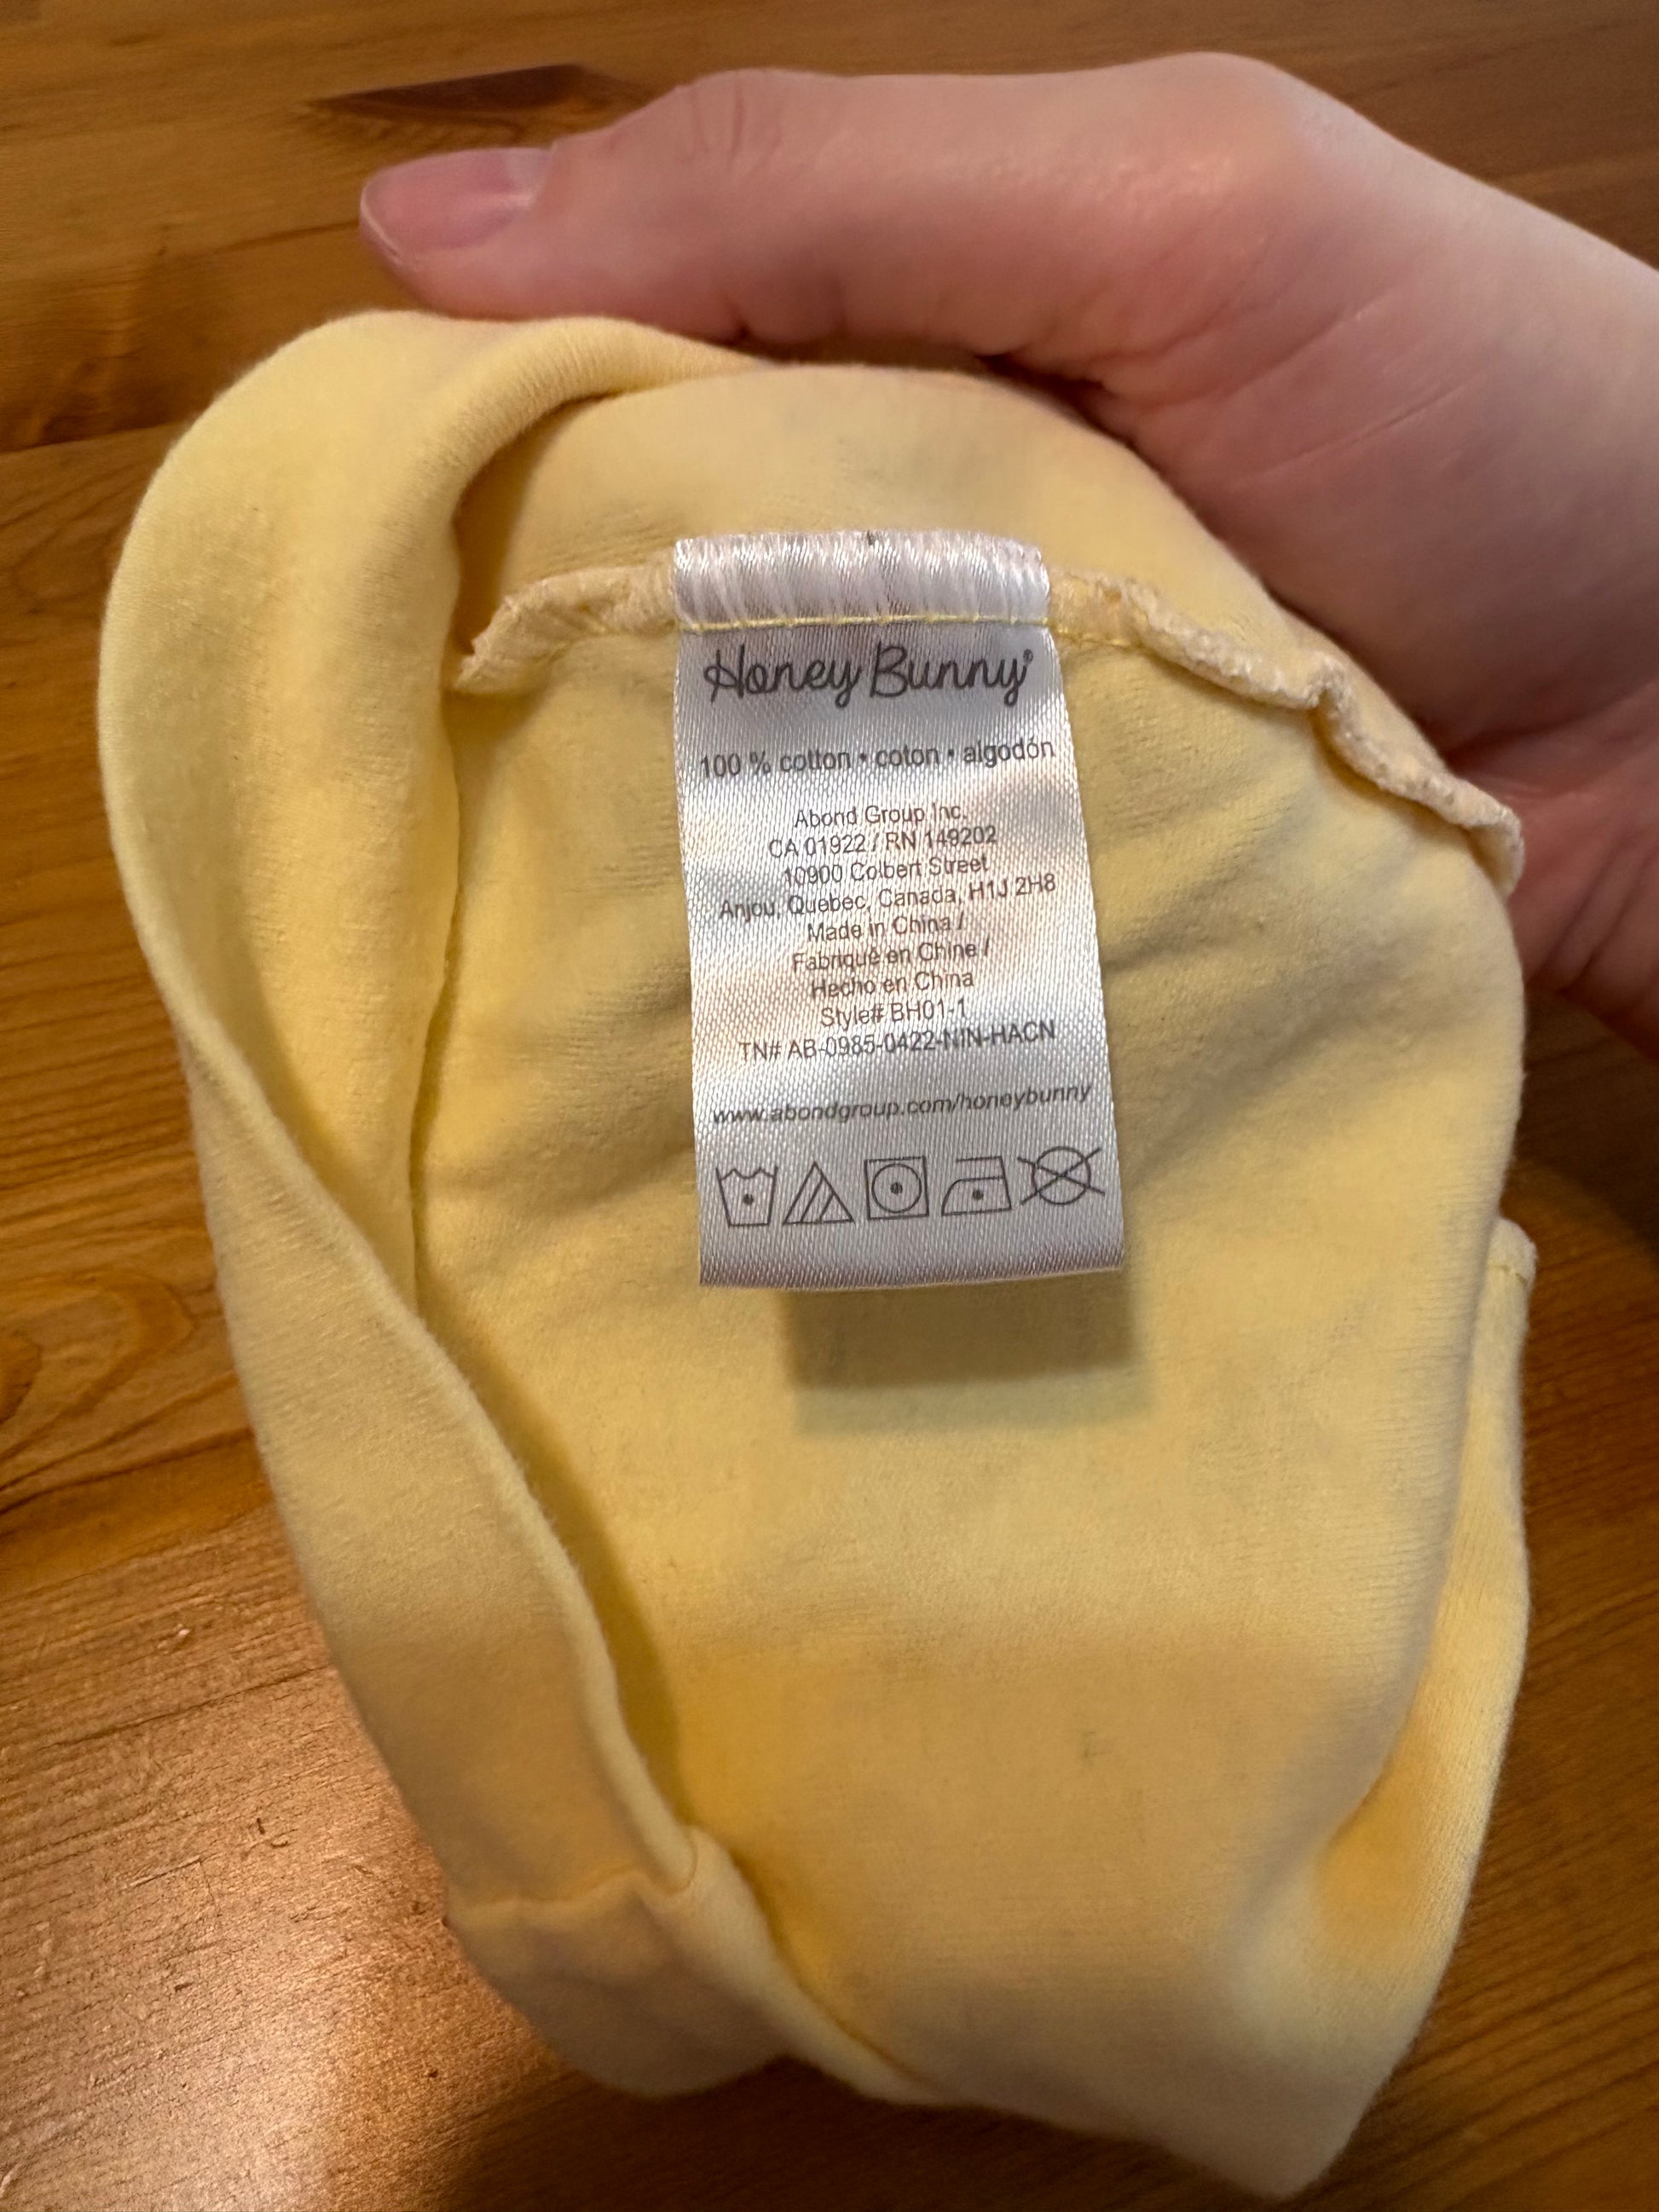 Honey Bunny®
100 % cotton • coton • algodón
Abond Group Inc.
CA 01922 / RN 149202
10900 Colbert Street
Anjou, Quebec, Canada, H1J 2H8
Made in China /
Fabriqué en Chine /
Hecho en China
Style# BH01-1
TN# AB-0985-0422-NIN-HACN
www.abondgroup.com/honeybunny